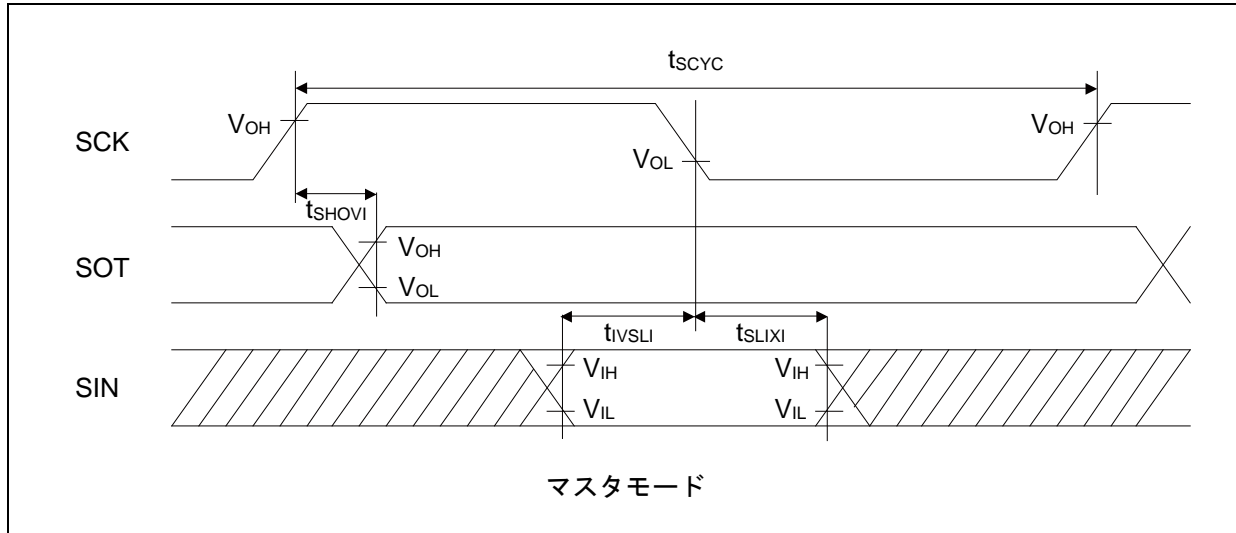 tSCYC
SCK
VOH
VOL
VOH
tSHOVI
SOT
VOH
VOL
tIVSLI
tSLIXI
SIN
VIH
VIL
VIH
VIL
マスタモード